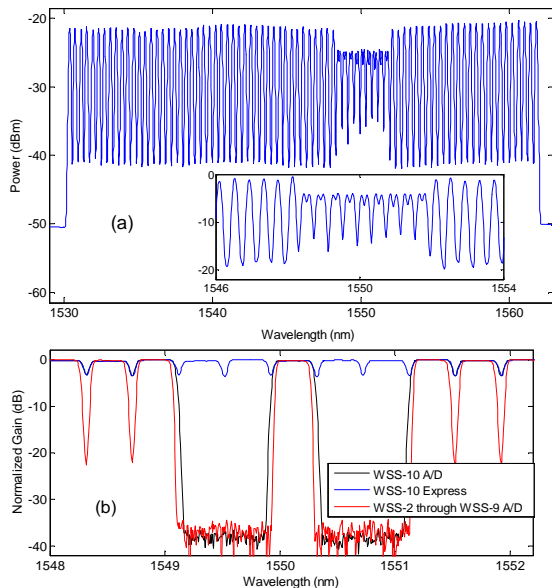 -20
-30
-40
-50
-60
Power (dBm)
(a)
0
-10
-20
1546
1550
1554
1530
1540
1550
1560
Wavelength (nm)
0
-10
-20
-30
-40
Normalized Gain (dB)
(b)
WSS-10 A/D
WSS-10 Express
WSS-2 through WSS-9 A/D
1548
1549
1550
1551
1552
Wavelength (nm)